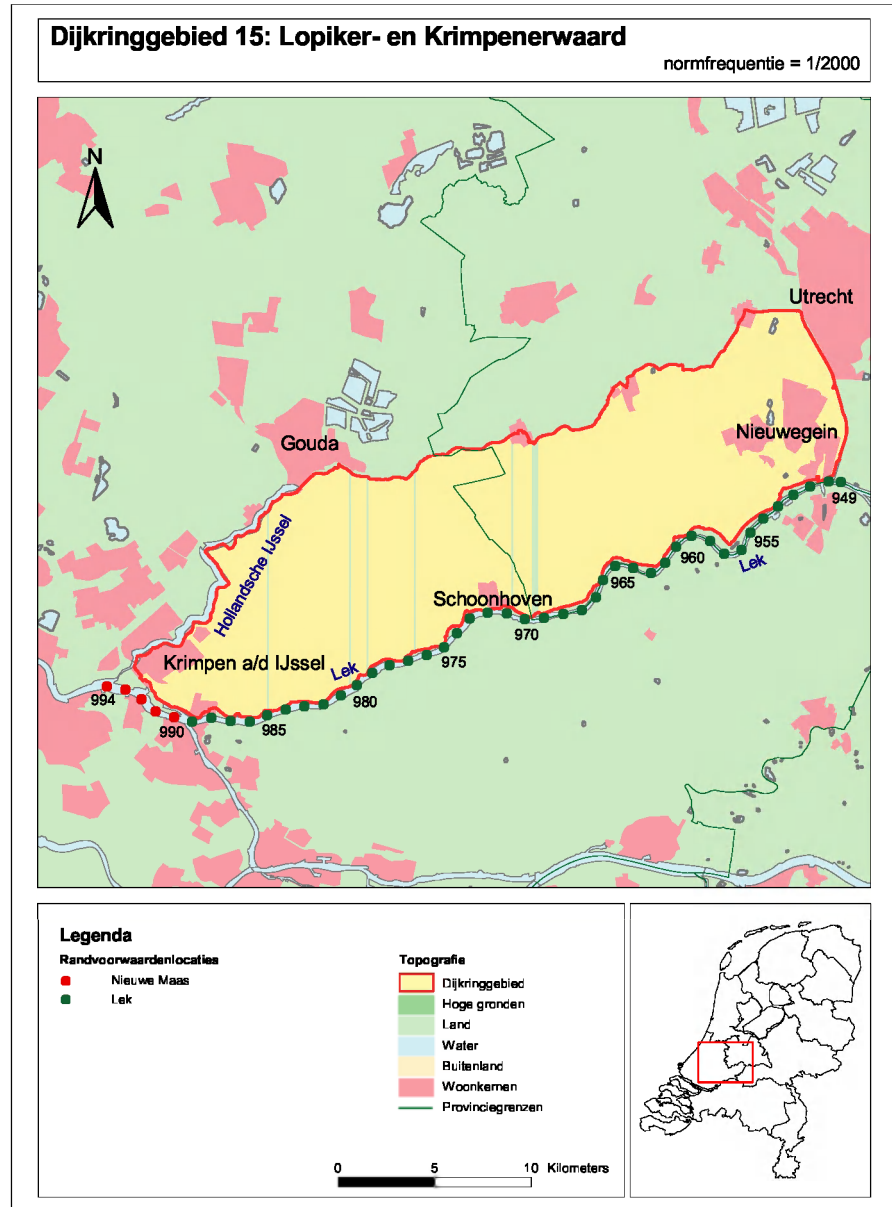 Dijkringgebied 15: Lopiker- en Krimpenerwaard
normfrequentie = 1/2000
N
Utrecht
Gouda
Nieuwegein
949
955
Hollandsche IJssel
960
Lek
965
Schoonhoven
970
975
Krimpen a/d IJssel
Lek
980
994
990
985
Legenda
Randvoorwaardenlocaties
Nieuwe Maas
Lek
Topografie
Dijkringgebied
Hoge gronden
Land
Water
Buitenland
Woonkernen
Provinciegrenzen
0 5 10 Kilometers